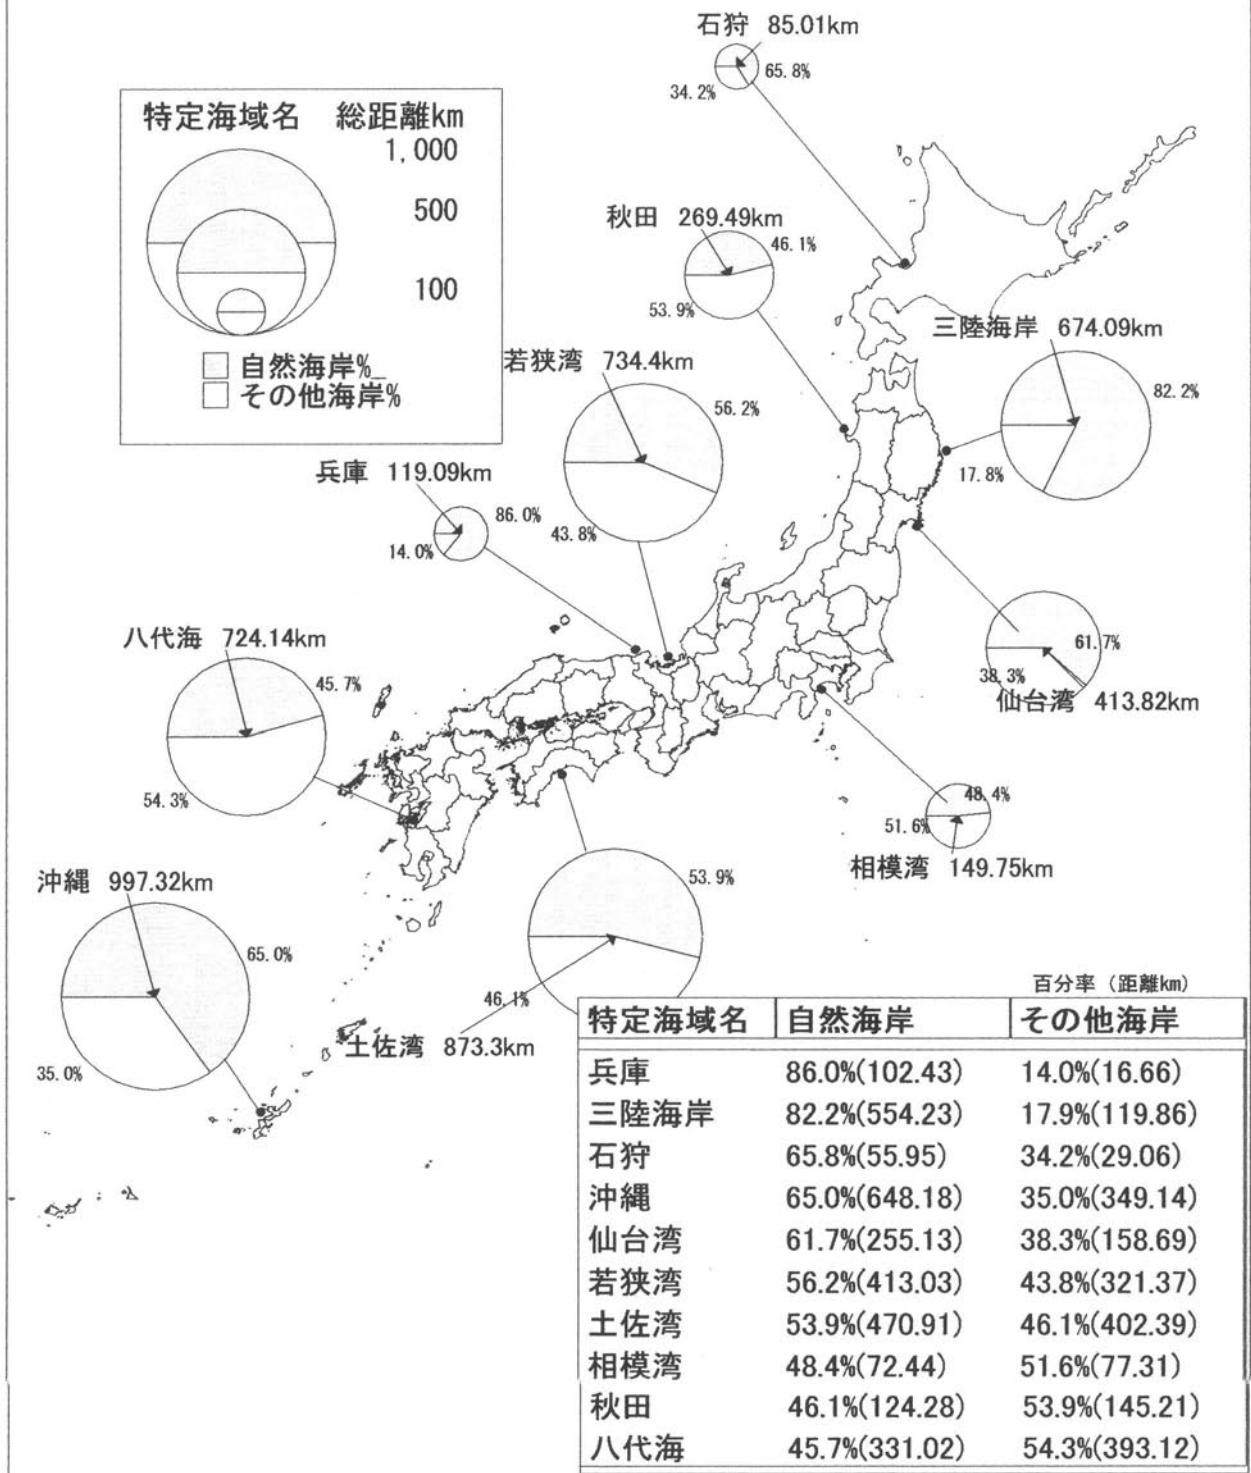 石狩 85.01km
65.8%
34.2%
特定海域名 総距離km
1,000
500
100
自然海岸%_
その他海岸%
秋田 269.49km
46.1%
53.9%
三陸海岸 674.09km
82.2%
17.8%
若狭湾 734.4km
56.2%
43.8%
兵庫 119.09km
86.0%
14.0%
61.7%
38.3%
仙台湾 413.82km
八代海 724.14km
45.7%
54.3%
48.4%
51.6%
相模湾 149.75km
沖縄 997.32km
65.0%
35.0%
53.9%
46.1%
土佐湾 873.3km
百分率（距離km）
特定海域名 自然海岸 その他海岸
兵庫 86.0%(102.43) 14.0%(16.66)
三陸海岸 82.2%(554.23) 17.9%(119.86)
石狩 65.8%(55.95) 34.2%(29.06)
沖縄 65.0%(648.18) 35.0%(349.14)
仙台湾 61.7%(255.13) 38.3%(158.69)
若狭湾 56.2%(413.03) 43.8%(321.37)
土佐湾 53.9%(470.91) 46.1%(402.39)
相模湾 48.4%(72.44) 51.6%(77.31)
秋田 46.1%(124.28) 53.9%(145.21)
八代海 45.7%(331.02) 54.3%(393.12)